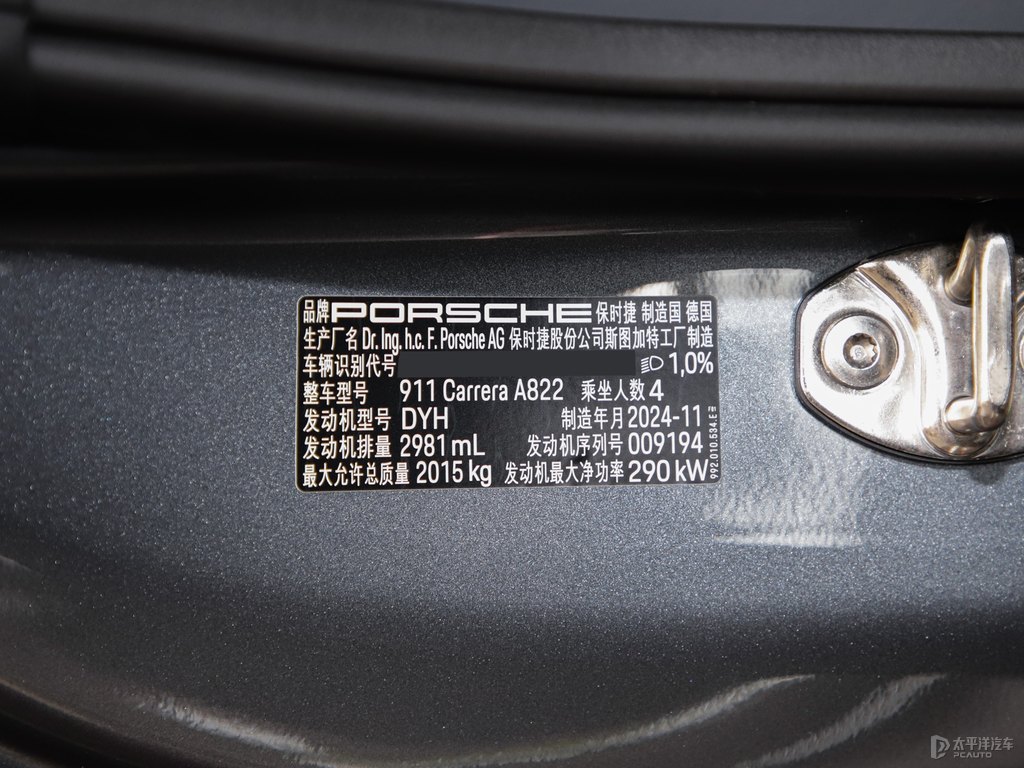 品牌 PORSCHE 保时捷 制造国 德国
生产厂名 Dr. Ing. h.c. F. Porsche AG 保时捷股份公司斯图加特工厂制造
车辆识别代号 1,0%
整车型号 911 Carrera A822 乘坐人数 4
发动机型号 DYH 制造年月 2024-11
发动机排量 2981 mL 发动机序列号 009194
最大允许总质量 2015 kg 发动机最大净功率 290 kW
992.010.534.E
太平洋汽车
PCAUTO